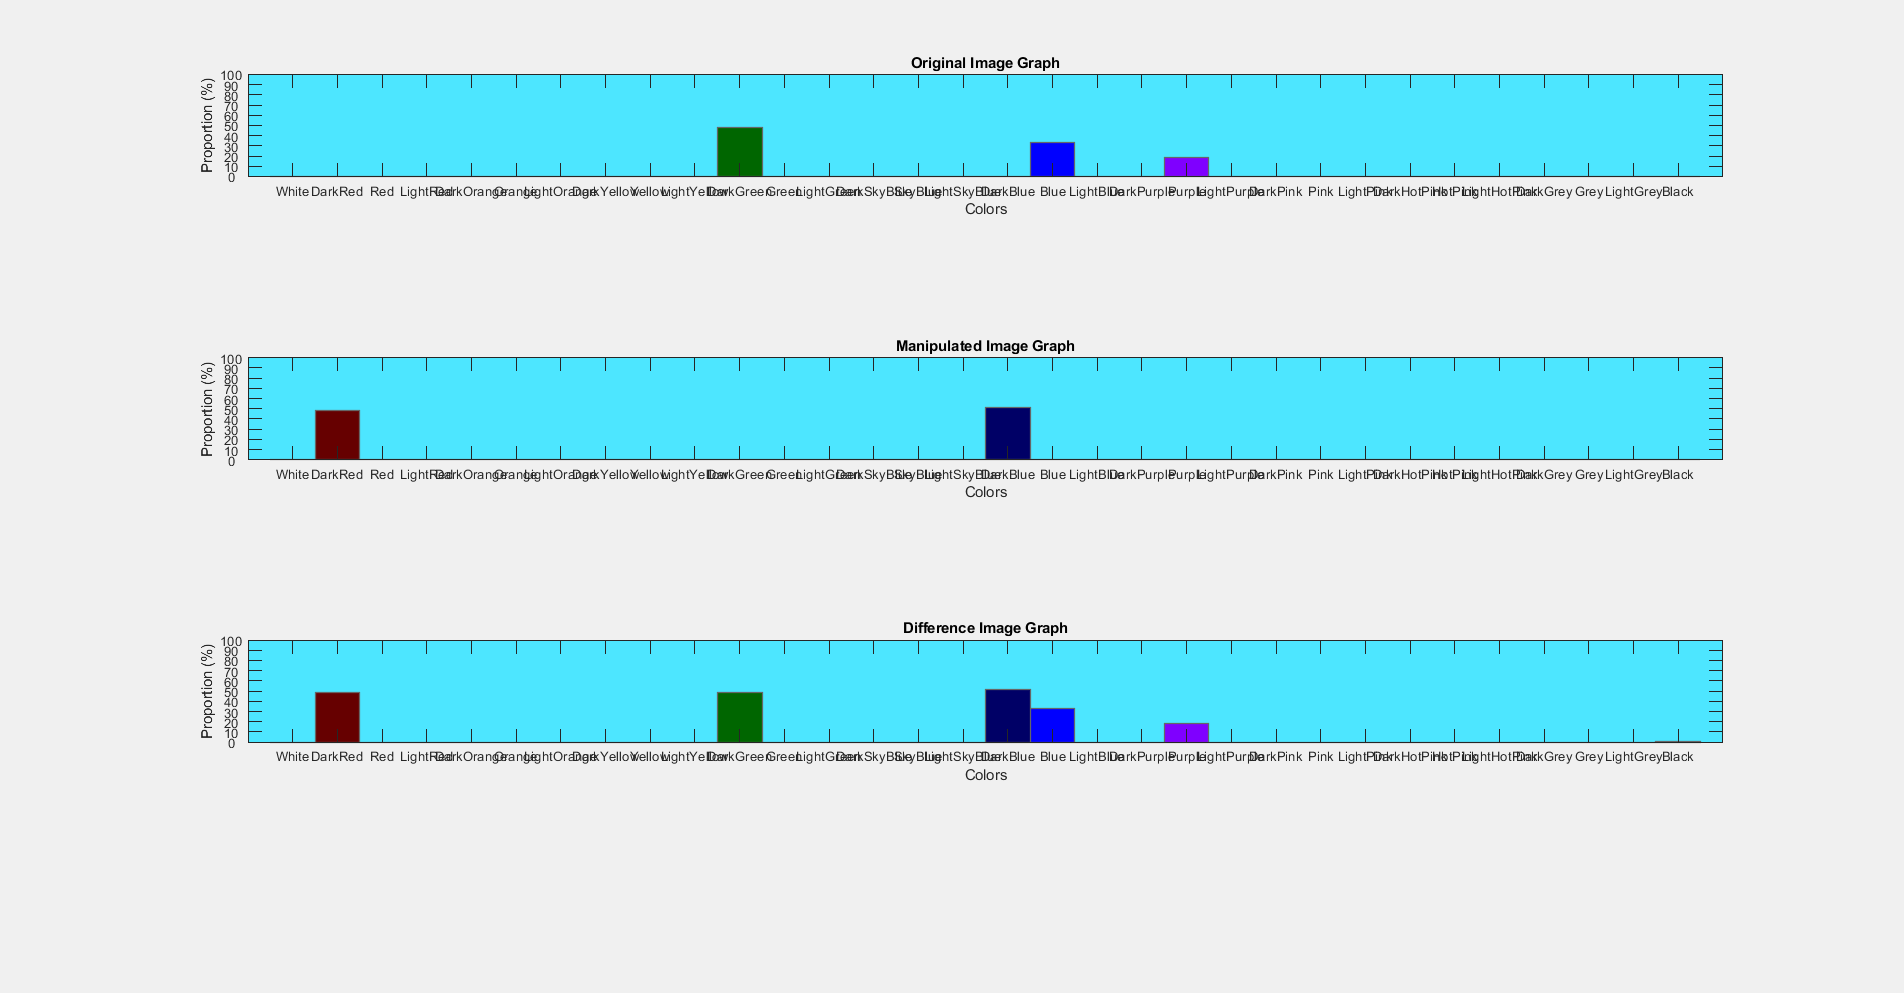 Original Image Graph
Proportion (%)
100
90
80
70
60
50
40
30
20
10
0
White DarkRed Red LightRed DarkOrange Orange LightOrange DarkYellow Yellow LightYellow DarkGreen Green LightGreen DarkSkyBlue SkyBlue LightSkyBlue DarkBlue Blue LightBlue DarkPurple Purple LightPurple DarkPink Pink LightPink DarkHotPink HotPink LightHotPink DarkGrey Grey LightGrey Black
Colors
Manipulated Image Graph
Proportion (%)
100
90
80
70
60
50
40
30
20
10
0
White DarkRed Red LightRed DarkOrange Orange LightOrange DarkYellow Yellow LightYellow DarkGreen Green LightGreen DarkSkyBlue SkyBlue LightSkyBlue DarkBlue Blue LightBlue DarkPurple Purple LightPurple DarkPink Pink LightPink DarkHotPink HotPink LightHotPink DarkGrey Grey LightGrey Black
Colors
Difference Image Graph
Proportion (%)
100
90
80
70
60
50
40
30
20
10
0
White DarkRed Red LightRed DarkOrange Orange LightOrange DarkYellow Yellow LightYellow DarkGreen Green LightGreen DarkSkyBlue SkyBlue LightSkyBlue DarkBlue Blue LightBlue DarkPurple Purple LightPurple DarkPink Pink LightPink DarkHotPink HotPink LightHotPink DarkGrey Grey LightGrey Black
Colors